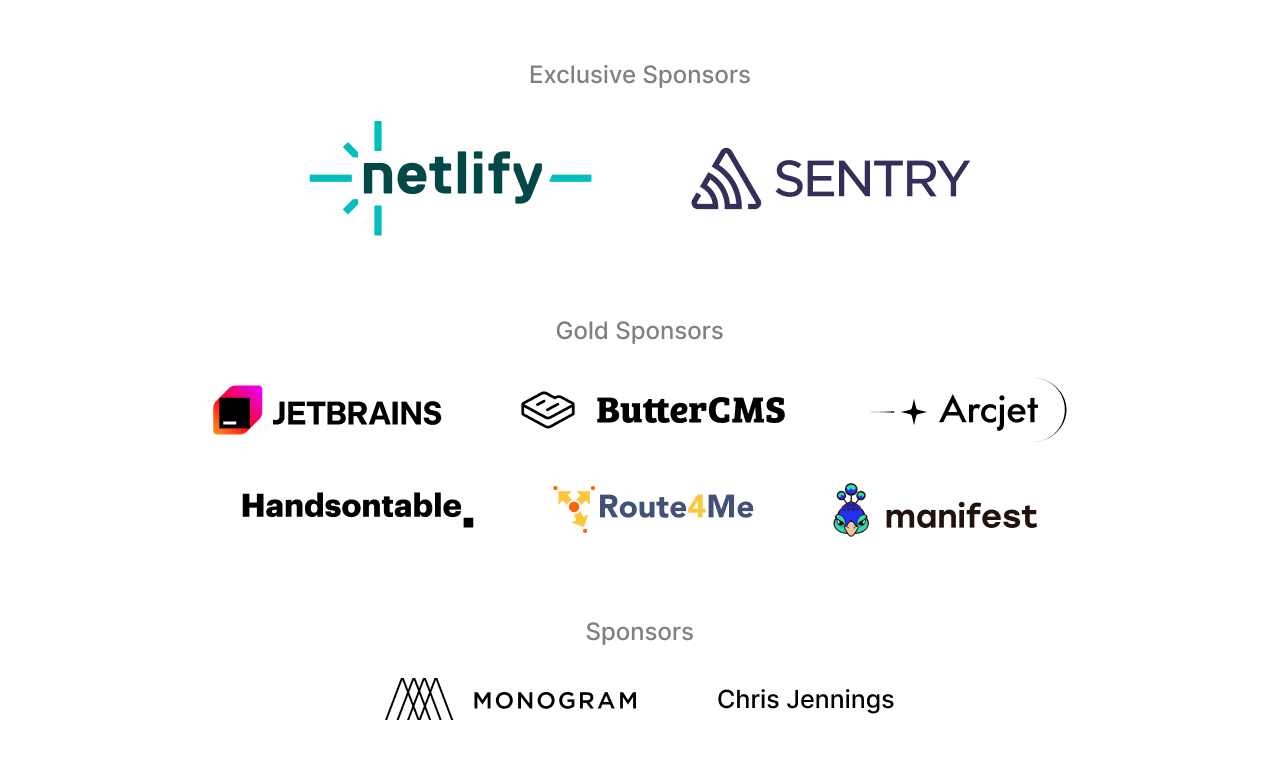 Exclusive Sponsors
netlify
SENTRY
Gold Sponsors
JETBRAINS
ButterCMS
Arcjet
Handsontable
Route4Me
manifest
Sponsors
MONOGRAM
Chris Jennings